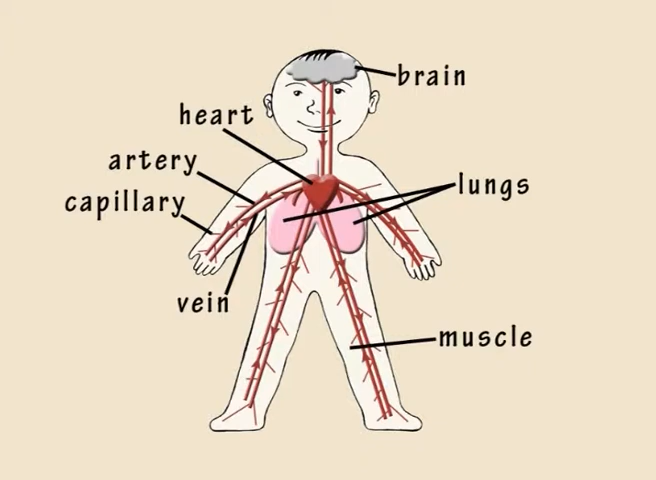 brain
heart
artery
capillary
lungs
vein
muscle